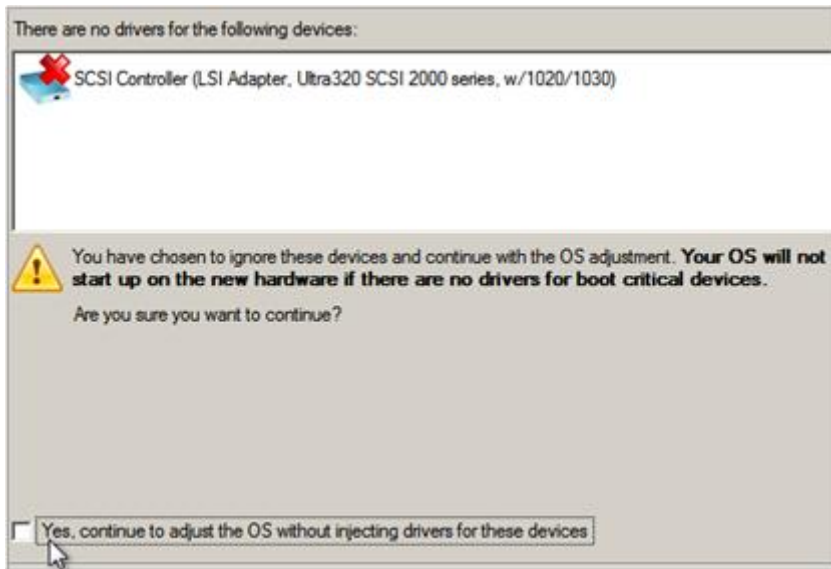 There are no drivers for the following devices:
SCSI Controller (LSI Adapter, Ultra320 SCSI 2000 series, w/1020/1030)
You have chosen to ignore these devices and continue with the OS adjustment. Your OS will not
start up on the new hardware if there are no drivers for boot critical devices.
Are you sure you want to continue?
Yes, continue to adjust the OS without injecting drivers for these devices